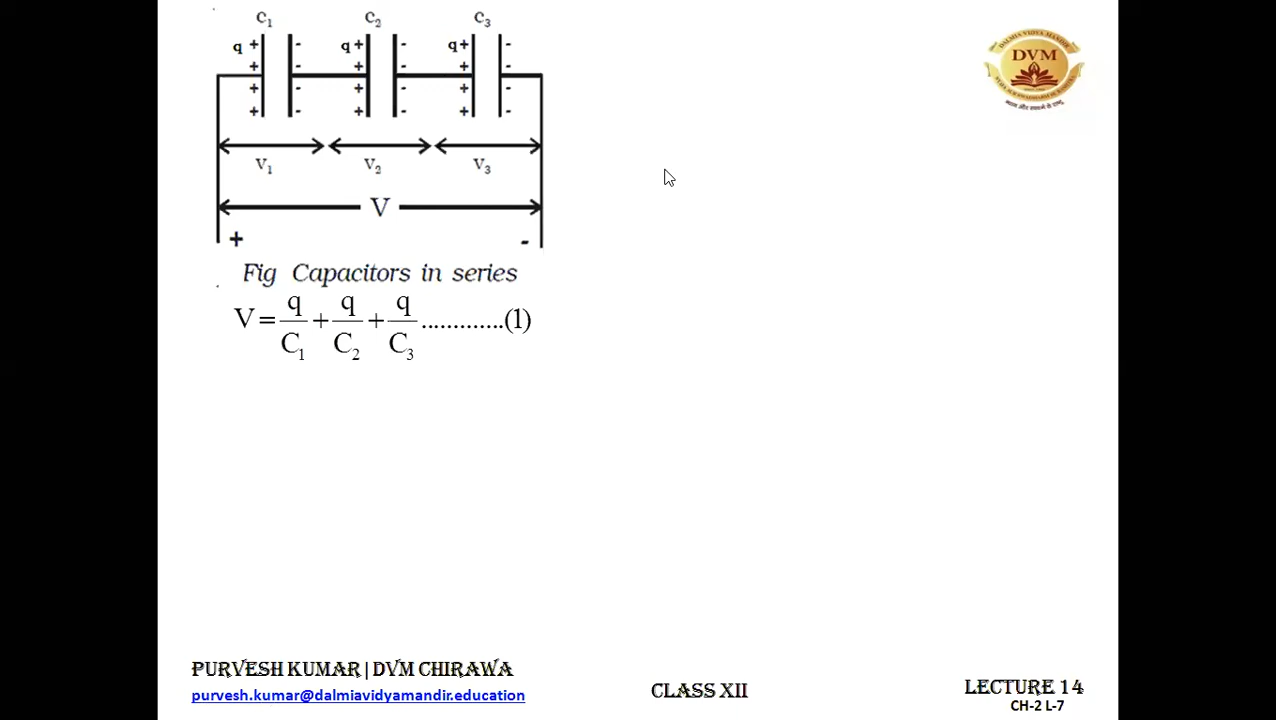 C₁ C₂ C₃
q + - q + - q + -
+ - + - + -
+ - + - + -
+ - + - + -
V₁ V₂ V₃
V
+ -
Fig Capacitors in series
V = q/C₁ + q/C₂ + q/C₃ .............(1)
DVM
PURVESH KUMAR | DVM CHIRAWA
purvesh.kumar@dalmiavidyamandir.education
CLASS XII
LECTURE 14
CH-2 L-7